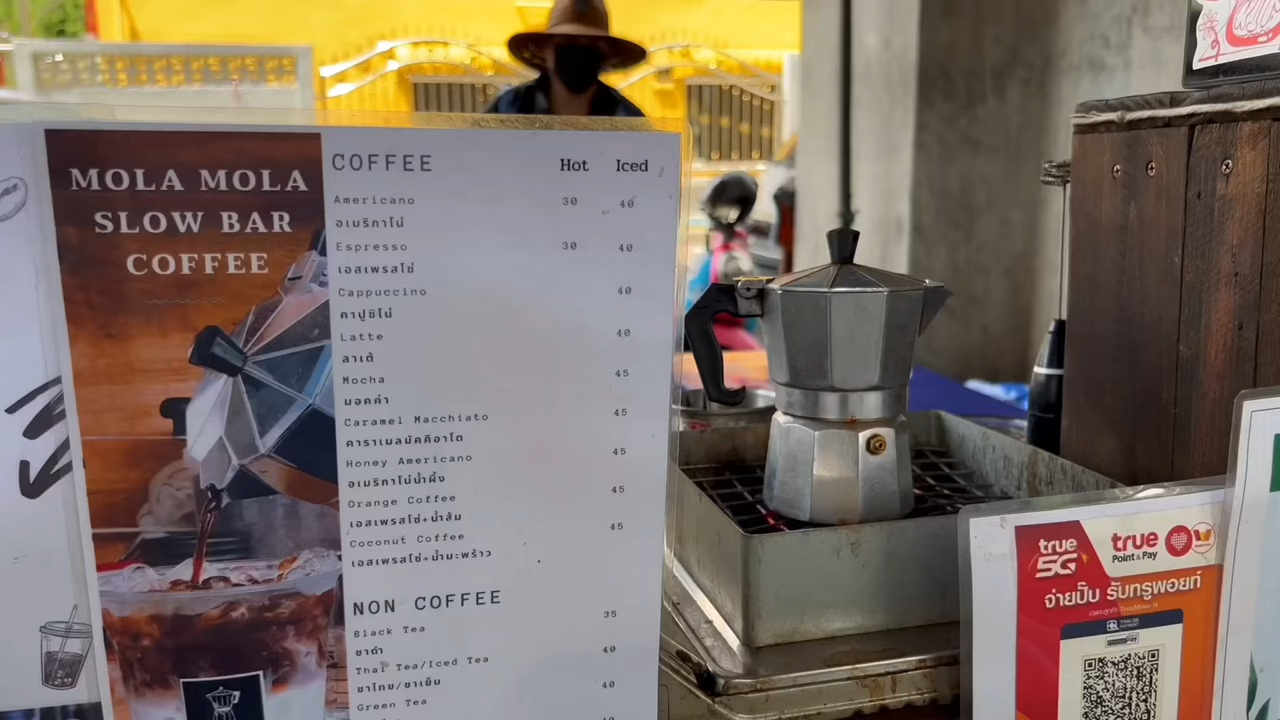 MOLA MOLA
SLOW BAR
COFFEE
COFFEE Hot Iced
Americano 30 40
อเมริกาโน่
Espresso 30 40
เอสเพรสโซ่
Cappuccino 40
คาปูชิโน่
Latte 40
ลาเต้
Mocha 45
มอคค่า
Caramel Macchiato 45
คาราเมลมัคคีอาโต
Honey Americano 45
อเมริกาโน่น้ำผึ้ง
Orange Coffee 45
เอสเพรสโซ่+น้ำส้ม
Coconut Coffee 45
เอสเพรสโซ่+น้ำมะพร้าว
NON COFFEE
Black Tea 35
ชาดำ
Thai Tea/Iced Tea 40
ชาไทย/ชาเย็น
Green Tea 40
true
5G
true
Point & Pay
จ่ายปั๊บ รับทรูพอยท์